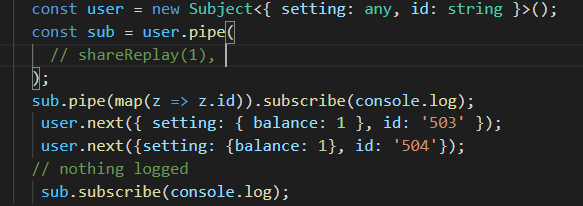 const user = new Subject<{ setting: any, id: string }>();
const sub = user.pipe(
// shareReplay(1),
);
sub.pipe(map(z => z.id)).subscribe(console.log);
user.next({ setting: { balance: 1 }, id: '503' });
user.next({setting: {balance: 1}, id: '504'});
// nothing logged
sub.subscribe(console.log);